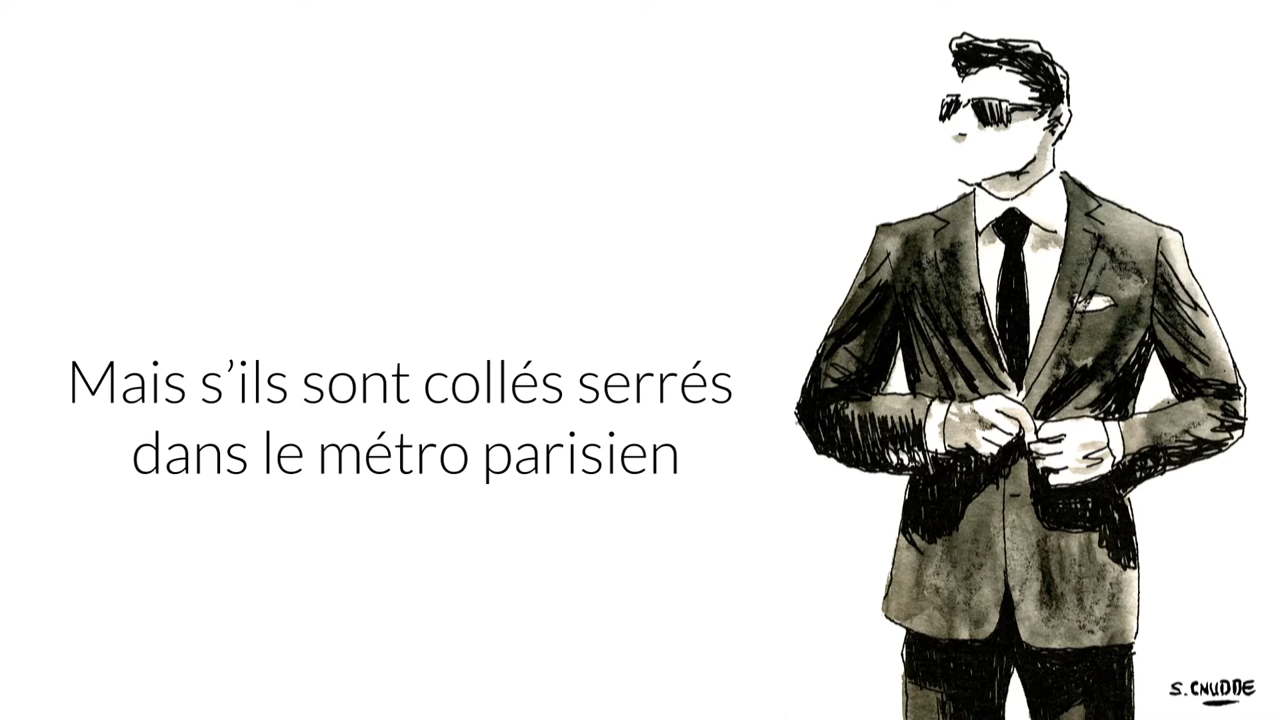 Mais s’ils sont collés serrés
dans le métro parisien
S. CNUDDE